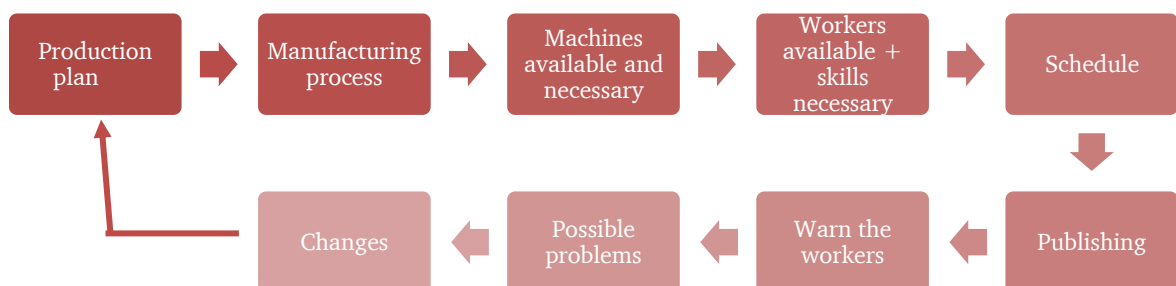 Production
plan
Manufacturing
process
Machines
available and
necessary
Workers
available +
skills
necessary
Schedule
Changes
Possible
problems
Warn the
workers
Publishing